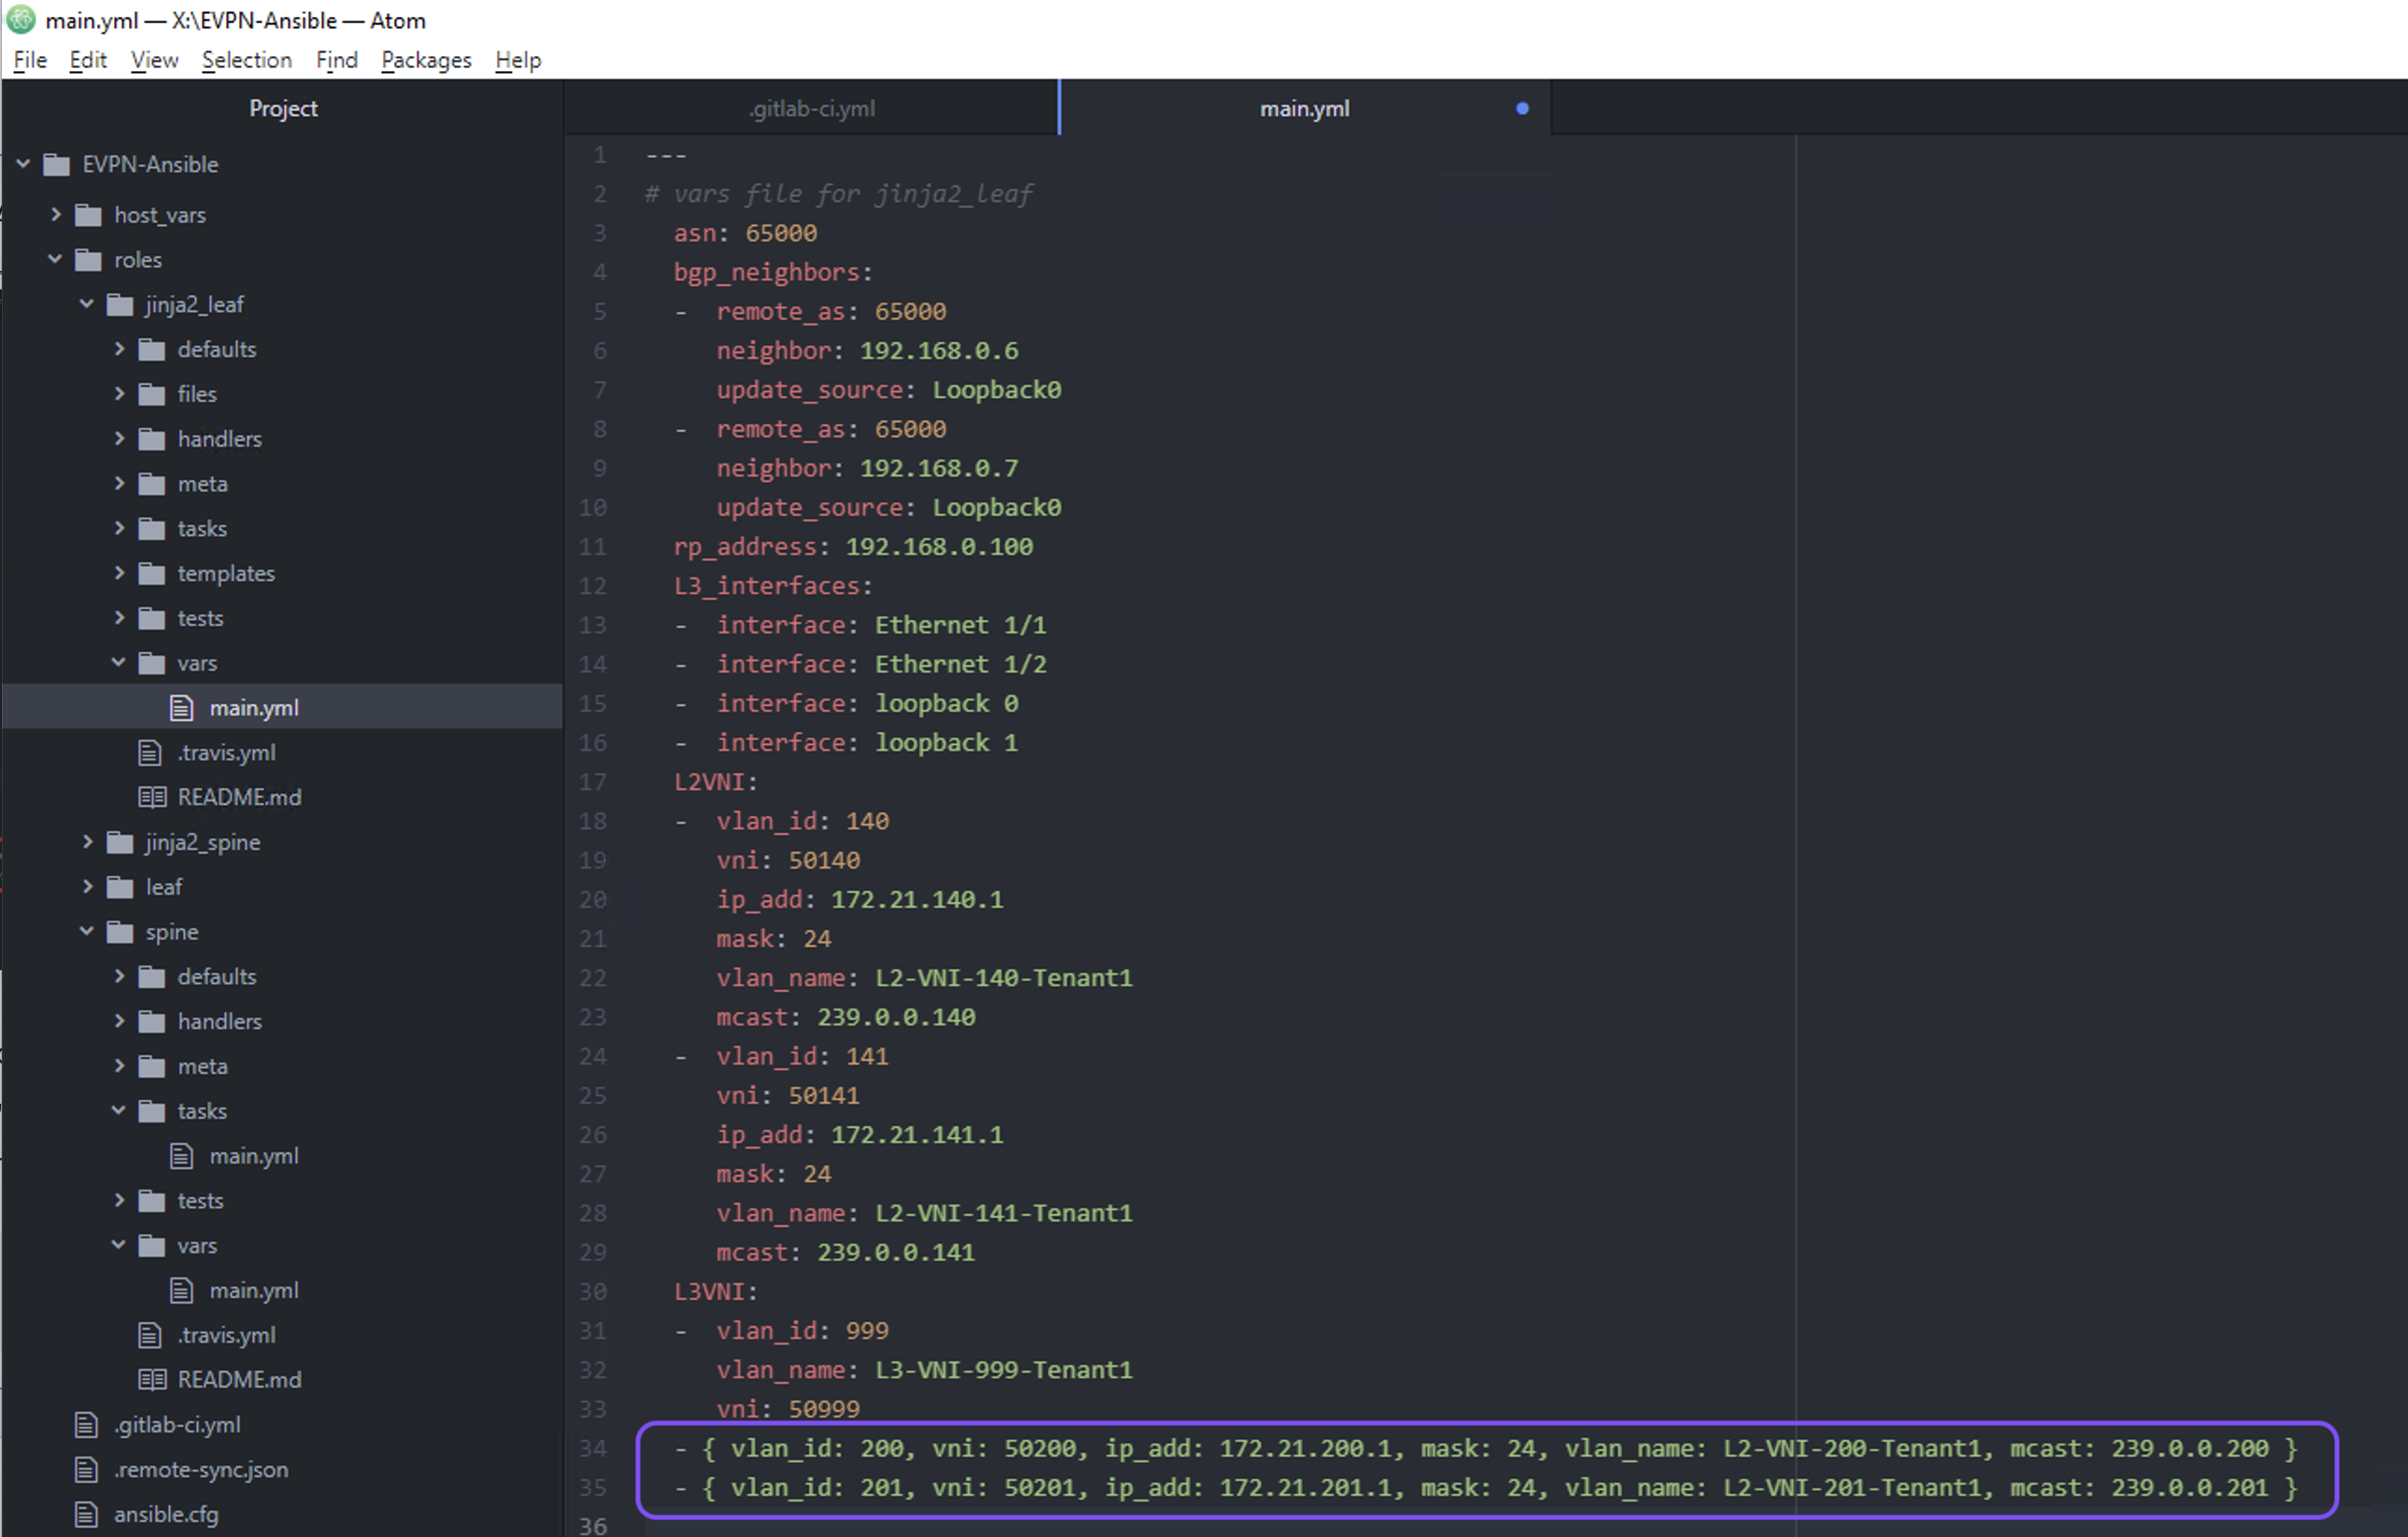 main.yml — X:\EVPN-Ansible — Atom
File Edit View Selection Find Packages Help
Project
EVPN-Ansible
host_vars
roles
jinja2_leaf
defaults
files
handlers
meta
tasks
templates
tests
vars
main.yml
.travis.yml
README.md
jinja2_spine
leaf
spine
defaults
handlers
meta
tasks
main.yml
tests
vars
main.yml
.travis.yml
README.md
.gitlab-ci.yml
.remote-sync.json
ansible.cfg
.gitlab-ci.yml main.yml
1 ---
2 # vars file for jinja2_leaf
3 asn: 65000
4 bgp_neighbors:
5 - remote_as: 65000
6 neighbor: 192.168.0.6
7 update_source: Loopback0
8 - remote_as: 65000
9 neighbor: 192.168.0.7
10 update_source: Loopback0
11 rp_address: 192.168.0.100
12 L3_interfaces:
13 - interface: Ethernet 1/1
14 - interface: Ethernet 1/2
15 - interface: loopback 0
16 - interface: loopback 1
17 L2VNI:
18 - vlan_id: 140
19 vni: 50140
20 ip_add: 172.21.140.1
21 mask: 24
22 vlan_name: L2-VNI-140-Tenant1
23 mcast: 239.0.0.140
24 - vlan_id: 141
25 vni: 50141
26 ip_add: 172.21.141.1
27 mask: 24
28 vlan_name: L2-VNI-141-Tenant1
29 mcast: 239.0.0.141
30 L3VNI:
31 - vlan_id: 999
32 vlan_name: L3-VNI-999-Tenant1
33 vni: 50999
34 - { vlan_id: 200, vni: 50200, ip_add: 172.21.200.1, mask: 24, vlan_name: L2-VNI-200-Tenant1, mcast: 239.0.0.200 }
35 - { vlan_id: 201, vni: 50201, ip_add: 172.21.201.1, mask: 24, vlan_name: L2-VNI-201-Tenant1, mcast: 239.0.0.201 }
36